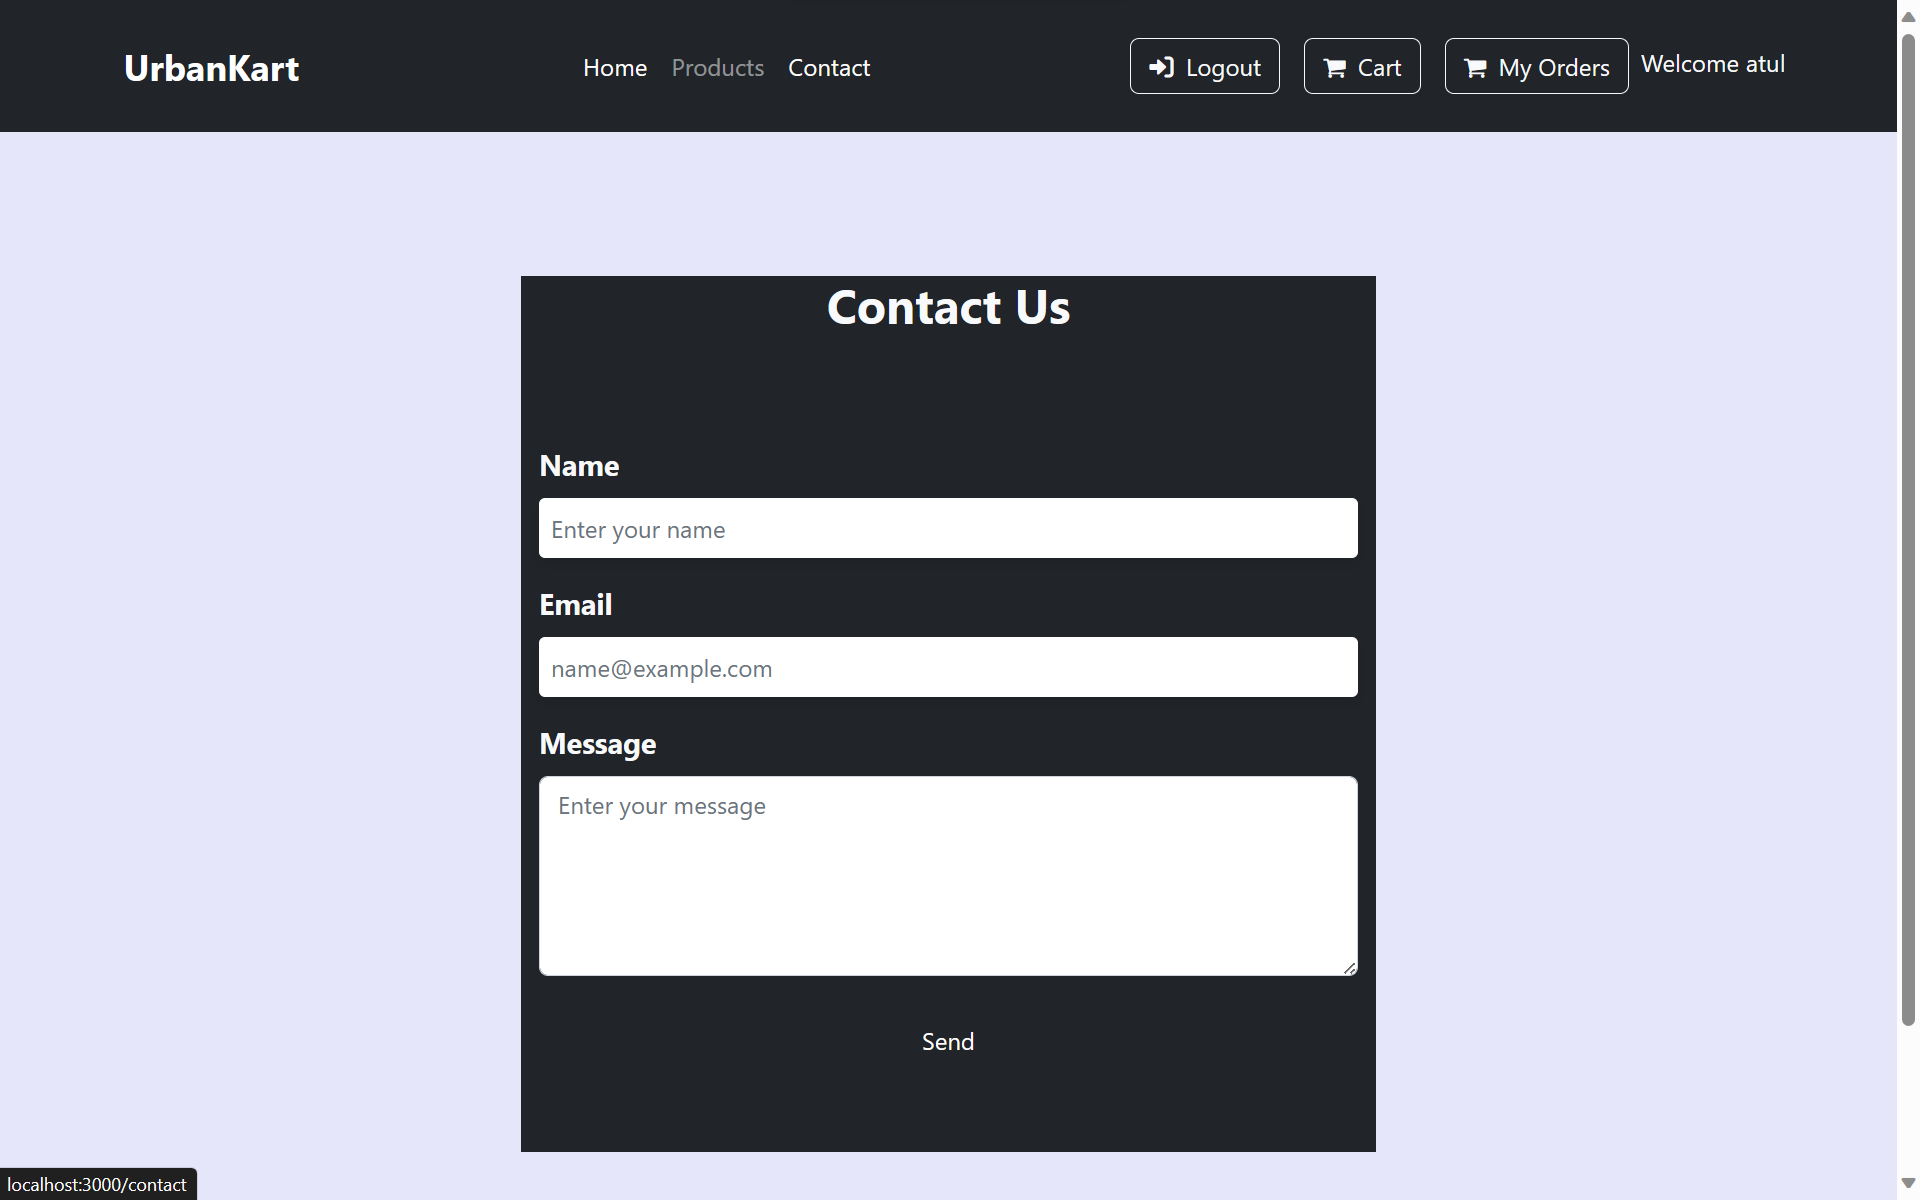 UrbanKart
Home Products Contact
Logout Cart My Orders Welcome atul
Contact Us
Name
Enter your name
Email
name@example.com
Message
Enter your message
Send
localhost:3000/contact